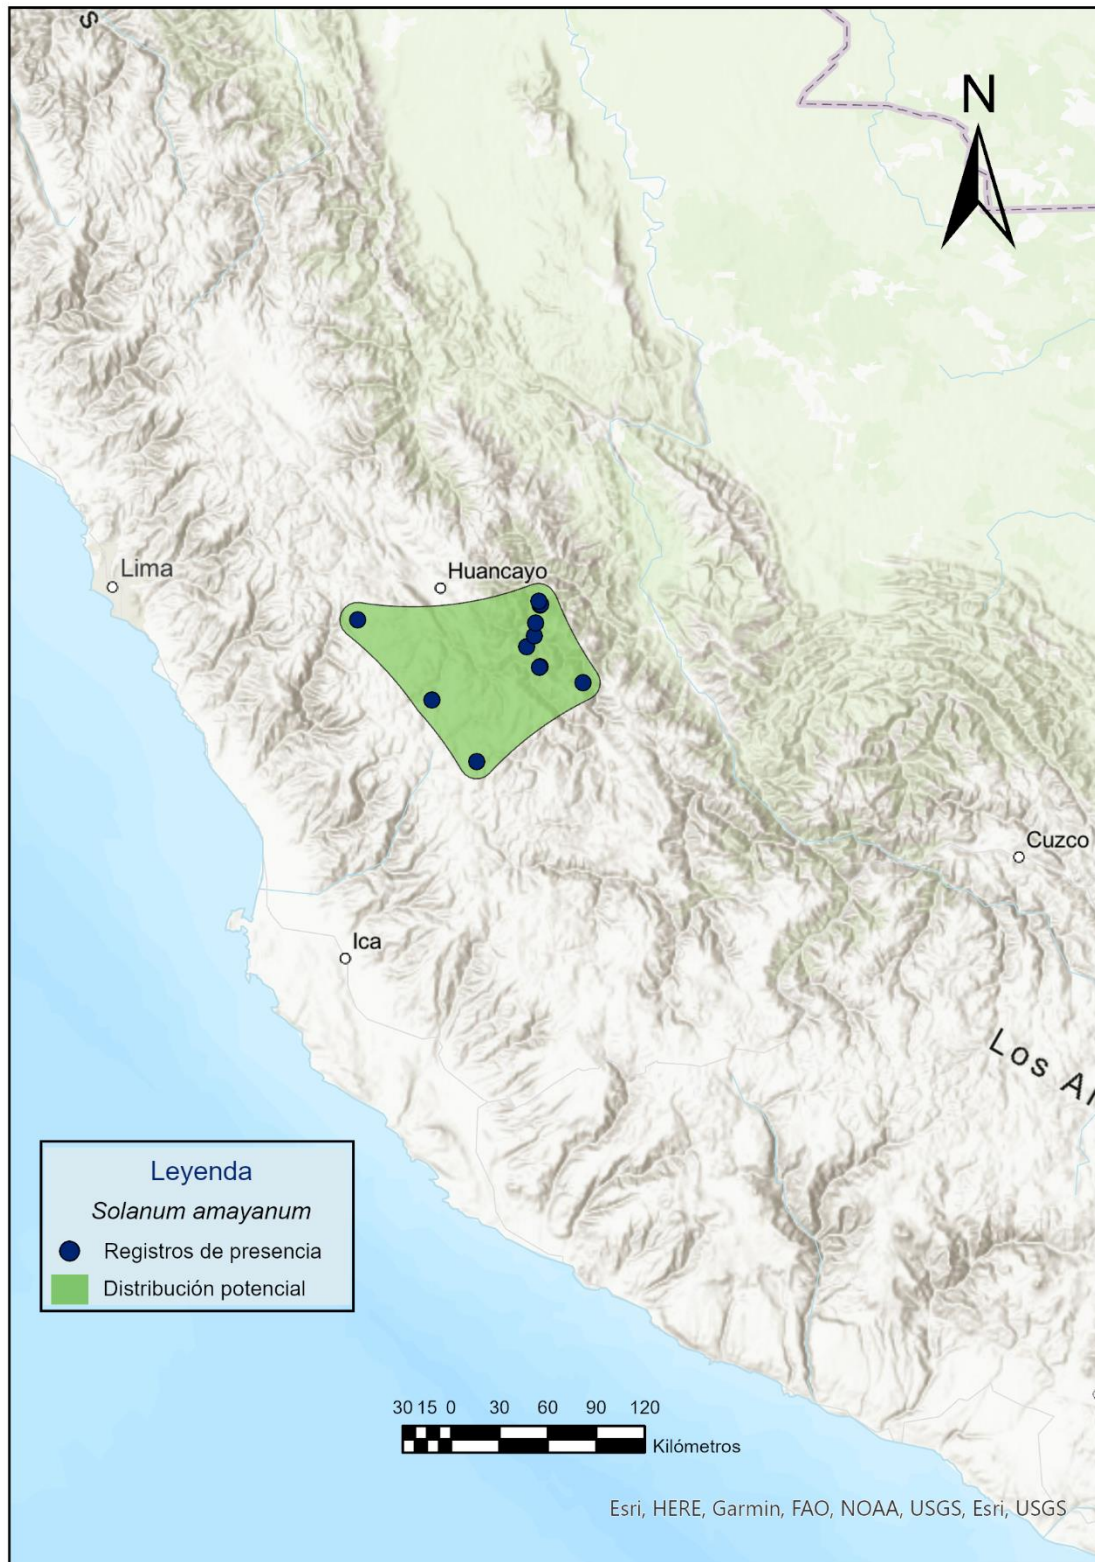 S
N
Lima
Huancayo
Cuzco
Ica
Los An
Leyenda
Solanum amayanum
Registros de presencia
Distribución potencial
30 15 0 30 60 90 120
Kilómetros
Esri, HERE, Garmin, FAO, NOAA, USGS, Esri, USGS